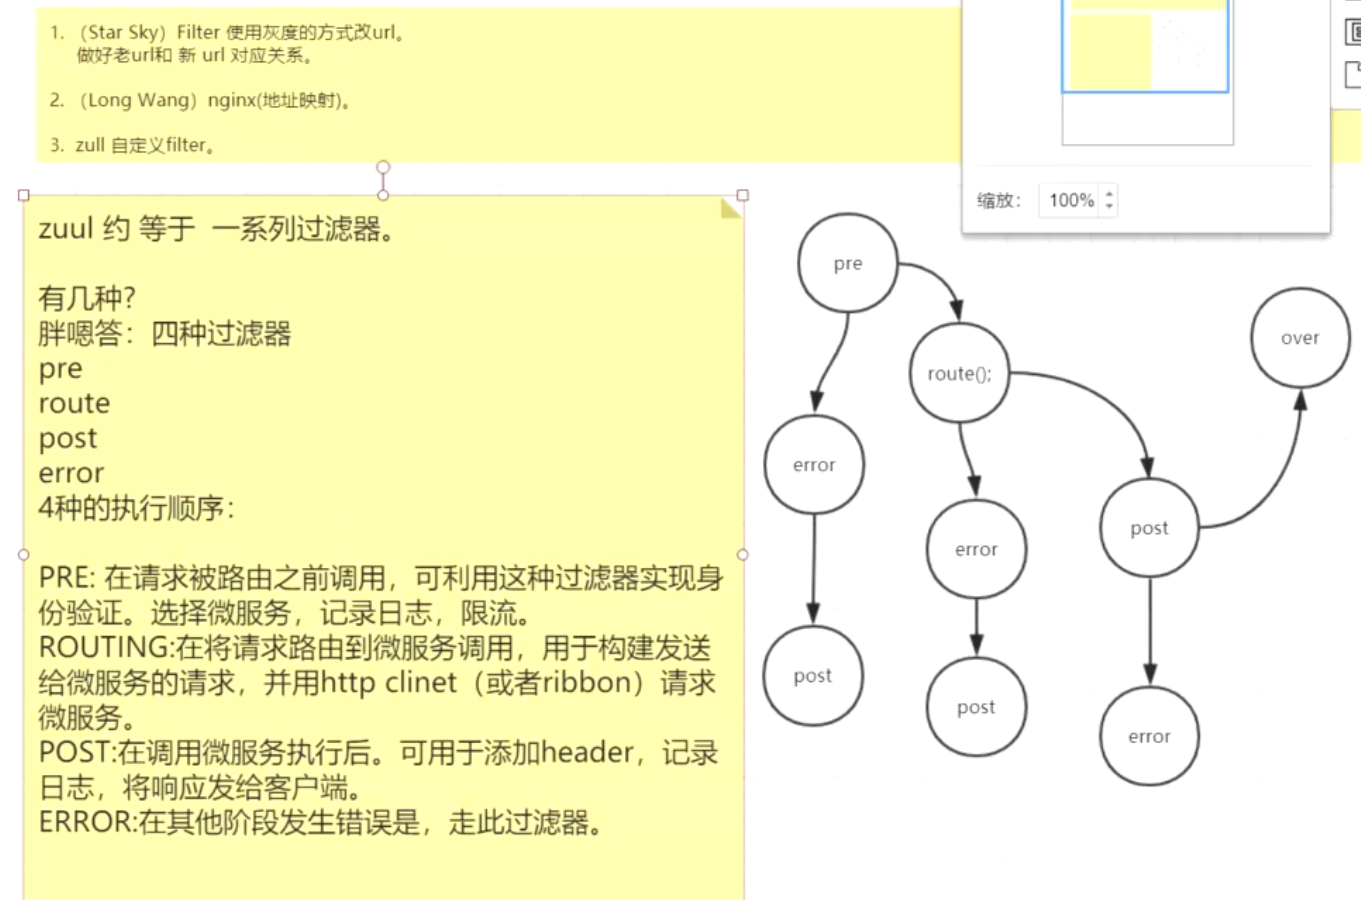 1. （Star Sky）Filter 使用灰度的方式改url。
做好老url和 新 url 对应关系。
2. （Long Wang）nginx(地址映射)。
3. zull 自定义filter。
缩放： 100%
zuul 约 等于 一系列过滤器。
有几种?
胖嗯答：四种过滤器
pre
route
post
error
4种的执行顺序：
PRE: 在请求被路由之前调用，可利用这种过滤器实现身
份验证。选择微服务，记录日志，限流。
ROUTING:在将请求路由到微服务调用，用于构建发送
给微服务的请求，并用http clinet（或者ribbon）请求
微服务。
POST:在调用微服务执行后。可用于添加header，记录
日志，将响应发给客户端。
ERROR:在其他阶段发生错误是，走此过滤器。
pre
route();
over
error
post
error
post
post
error